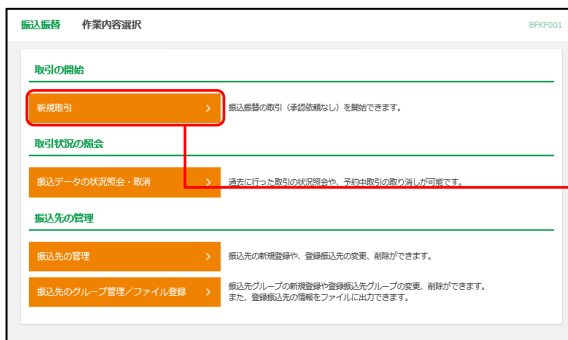 振込振替 作業内容選択 BFKF001
取引の開始
新規取引 > 振込振替の取引（承認依頼なし）を開始できます。
取引状況の照会
振込データの状況照会・取消 > 過去に行った取引の状況照会や、予約中取引の取り消しが可能です。
振込先の管理
振込先の管理 > 振込先の新規登録や、登録振込先の変更、削除ができます。
振込先のグループ管理／ファイル登録 > 振込先グループの新規登録や登録振込先グループの変更、削除ができます。
また、登録振込先の情報をファイルに出力できます。